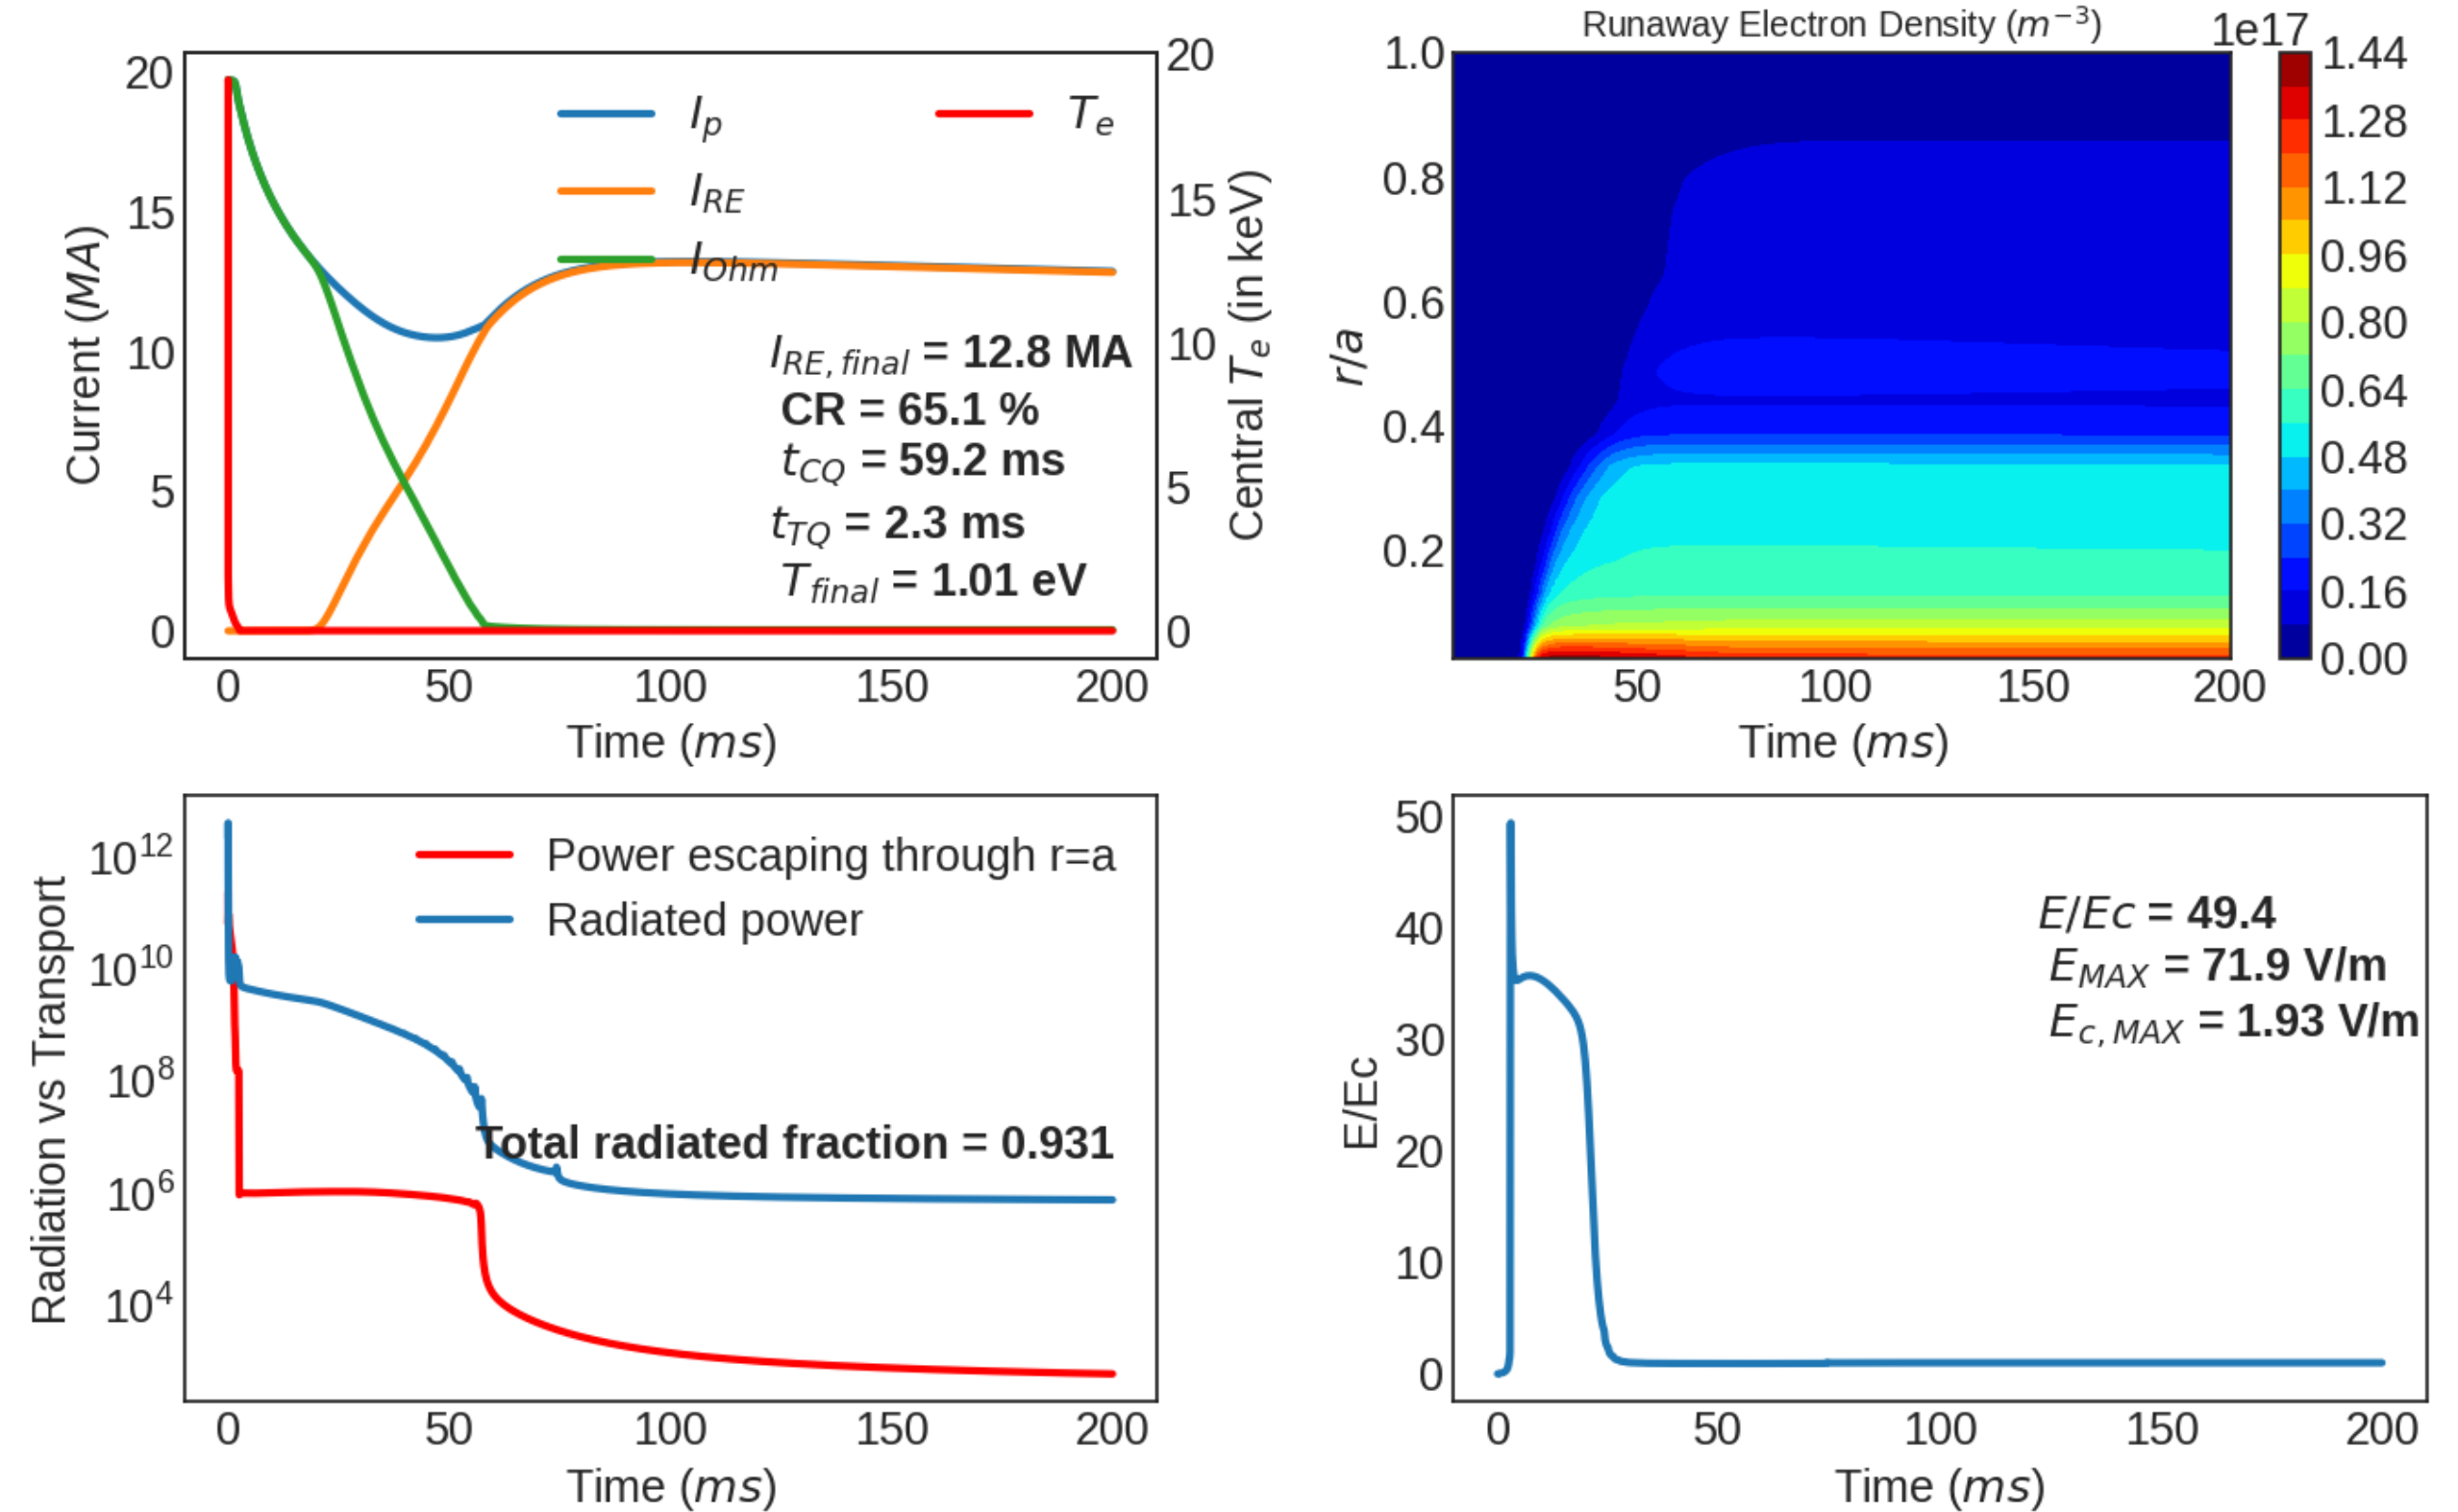 20
15
10
5
0
Current (MA)
I_p
I_RE
I_Ohm
T_e
I_{RE, final} = 12.8 MA
CR = 65.1 %
t_CQ = 59.2 ms
t_TQ = 2.3 ms
T_final = 1.01 eV
20
15
10
5
0
Central T_e (in keV)
0 50 100 150 200
Time (ms)
Runaway Electron Density (m^{-3})
1e17
1.0
0.8
0.6
0.4
0.2
r/a
50 100 150 200
Time (ms)
1.44
1.28
1.12
0.96
0.80
0.64
0.48
0.32
0.16
0.00
10^{12}
10^{10}
10^8
10^6
10^4
Radiation vs Transport
Power escaping through r=a
Radiated power
Total radiated fraction = 0.931
0 50 100 150 200
Time (ms)
50
40
30
20
10
0
E/Ec
E/Ec = 49.4
E_MAX = 71.9 V/m
E_{c, MAX} = 1.93 V/m
0 50 100 150 200
Time (ms)